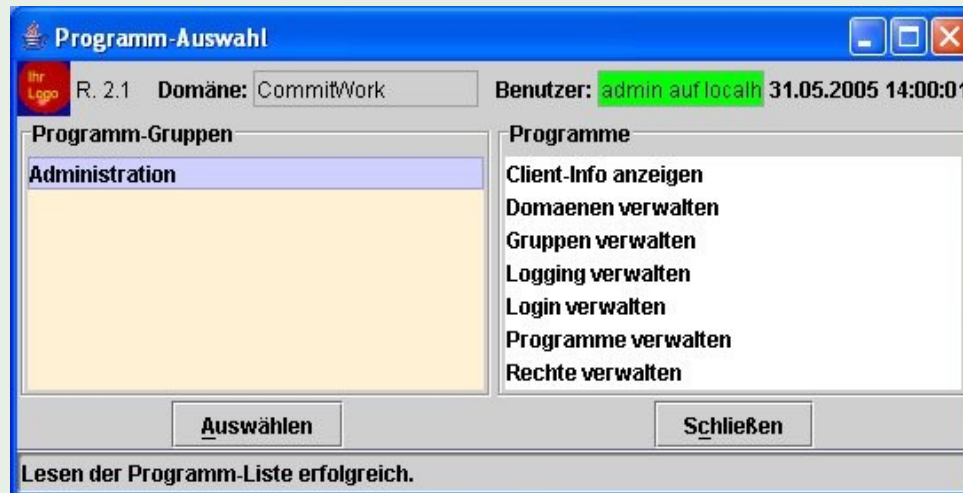 Programm-Auswahl
Ihr Logo
R. 2.1 Domäne: CommitWork Benutzer: admin auf localh 31.05.2005 14:00:01
Programm-Gruppen
Administration
Programme
Client-Info anzeigen
Domaenen verwalten
Gruppen verwalten
Logging verwalten
Login verwalten
Programme verwalten
Rechte verwalten
Auswählen
Schließen
Lesen der Programm-Liste erfolgreich.